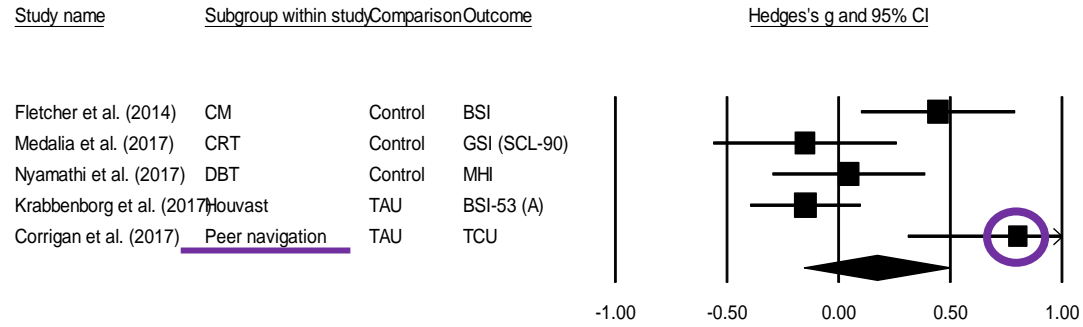 Study name Subgroup within study Comparison Outcome Hedges's g and 95% CI
Fletcher et al. (2014) CM Control BSI
Medalia et al. (2017) CRT Control GSI (SCL-90)
Nyamathi et al. (2017) DBT Control MHI
Krabbenborg et al. (2017) Houvast TAU BSI-53 (A)
Corrigan et al. (2017) Peer navigation TAU TCU
-1.00 -0.50 0.00 0.50 1.00